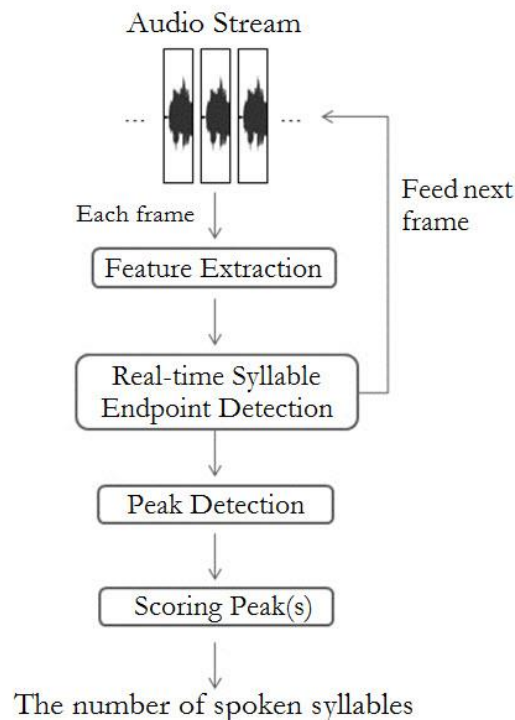 Audio Stream
... ...
Each frame
Feed next
frame
Feature Extraction
Real-time Syllable
Endpoint Detection
Peak Detection
Scoring Peak(s)
The number of spoken syllables